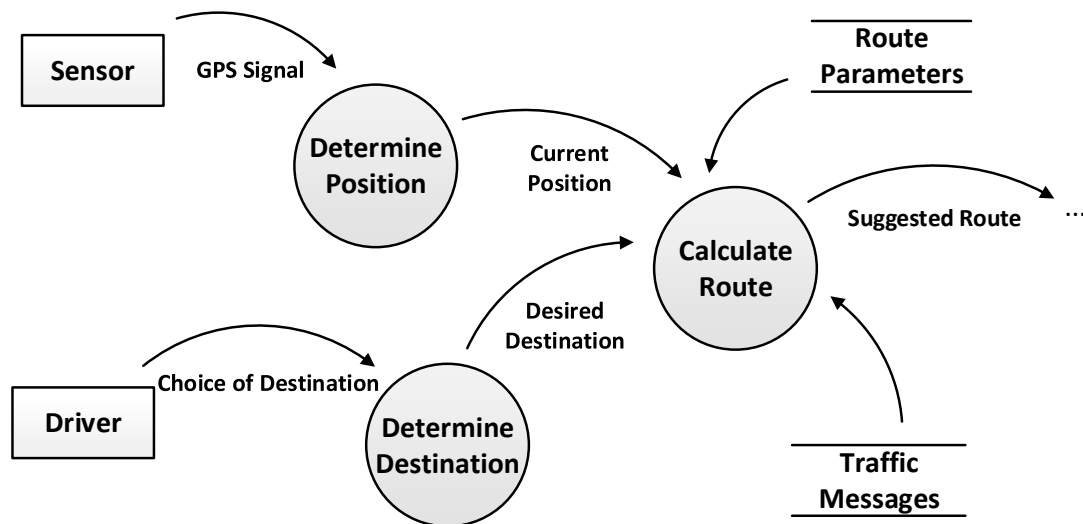 Sensor
GPS Signal
Determine
Position
Current
Position
Route
Parameters
Calculate
Route
Suggested Route
...
Driver
Choice of Destination
Determine
Destination
Desired
Destination
Traffic
Messages